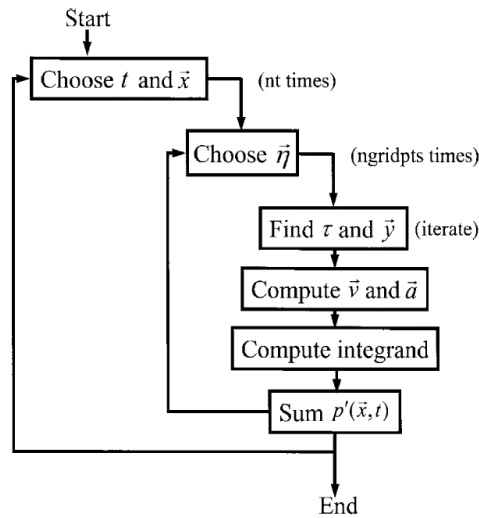 Start
Choose t and x⃗ (nt times)
Choose η⃗ (ngridpts times)
Find τ and y⃗ (iterate)
Compute v⃗ and a⃗
Compute integrand
Sum p′(x⃗,t)
End